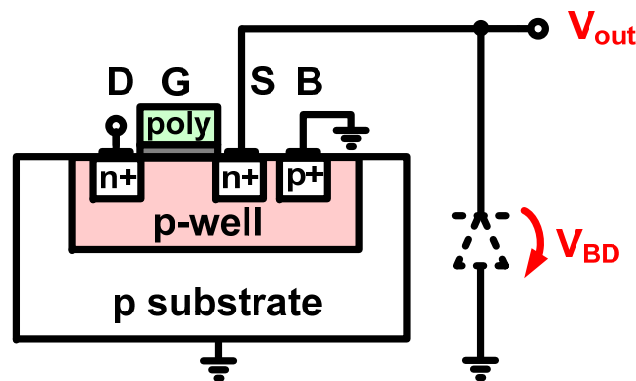 V_out
D G S B
poly
n+ n+ p+
p-well
V_BD
p substrate